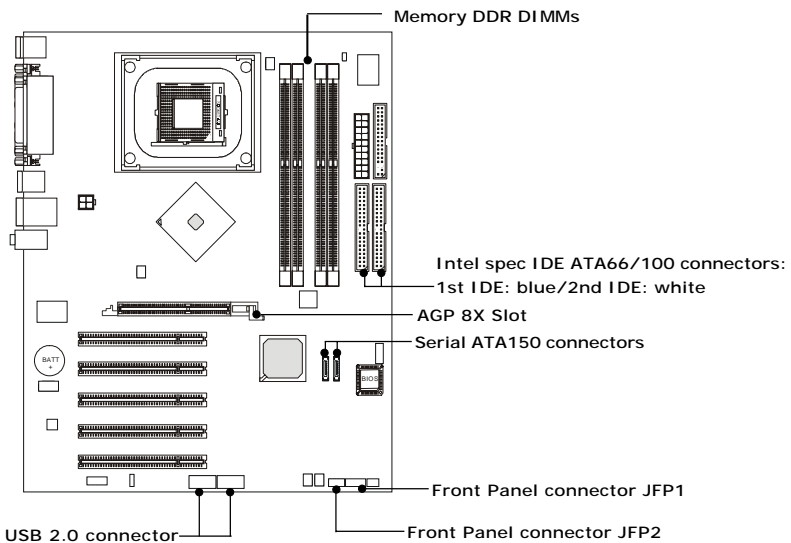 Memory DDR DIMMs
Intel spec IDE ATA66/100 connectors:
1st IDE: blue/2nd IDE: white
AGP 8X Slot
Serial ATA150 connectors
BATT
+
BIOS
Front Panel connector JFP1
Front Panel connector JFP2
USB 2.0 connector